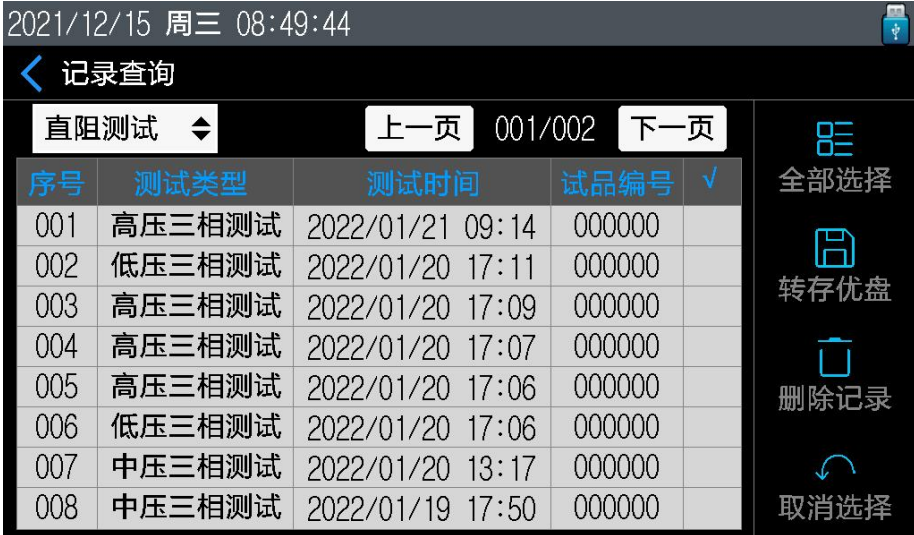 2021/12/15 周三 08:49:44
记录查询
直阻测试 上一页 001/002 下一页
序号 测试类型 测试时间 试品编号 √
001 高压三相测试 2022/01/21 09:14 000000
002 低压三相测试 2022/01/20 17:11 000000
003 高压三相测试 2022/01/20 17:09 000000
004 高压三相测试 2022/01/20 17:07 000000
005 高压三相测试 2022/01/20 17:06 000000
006 低压三相测试 2022/01/20 17:06 000000
007 中压三相测试 2022/01/20 13:17 000000
008 中压三相测试 2022/01/19 17:50 000000
全部选择
转存优盘
删除记录
取消选择